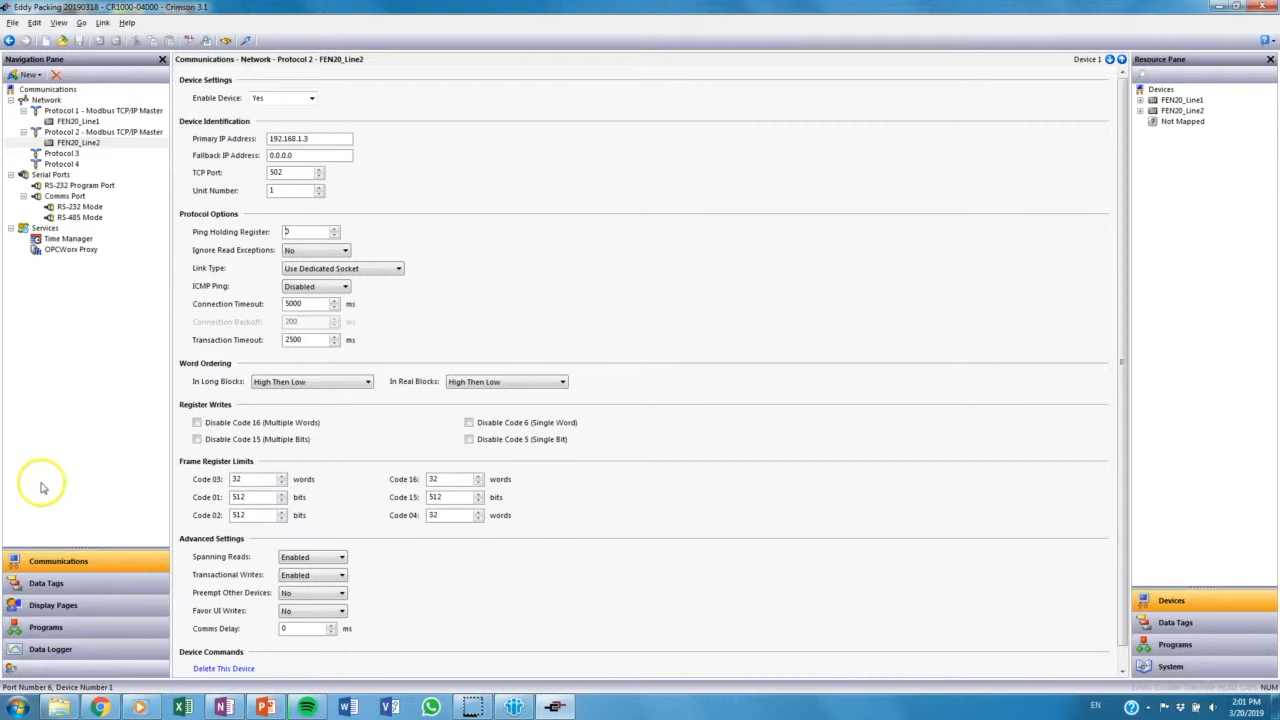 Eddy Packing 20190318 - CR1000-04000 - Crimson 3.1
File Edit View Go Link Help
Navigation Pane
New
Communications
Network
Protocol 1 - Modbus TCP/IP Master
FEN20_Line1
Protocol 2 - Modbus TCP/IP Master
FEN20_Line2
Protocol 3
Protocol 4
Serial Ports
RS-232 Program Port
Comms Port
RS-232 Mode
RS-485 Mode
Services
Time Manager
OPCWorx Proxy
Communications
Data Tags
Display Pages
Programs
Data Logger
Communications - Network - Protocol 2 - FEN20_Line2 Device 1
Device Settings
Enable Device: Yes
Device Identification
Primary IP Address: 192.168.1.3
Fallback IP Address: 0.0.0.0
TCP Port: 502
Unit Number: 1
Protocol Options
Ping Holding Register:
Ignore Read Exceptions: No
Link Type: Use Dedicated Socket
ICMP Ping: Disabled
Connection Timeout: 5000 ms
Connection Backoff: 200 ms
Transaction Timeout: 2500 ms
Word Ordering
In Long Blocks: High Then Low In Real Blocks: High Then Low
Register Writes
Disable Code 16 (Multiple Words) Disable Code 6 (Single Word)
Disable Code 15 (Multiple Bits) Disable Code 5 (Single Bit)
Frame Register Limits
Code 03: 32 words Code 16: 32 words
Code 01: 512 bits Code 15: 512 bits
Code 02: 512 bits Code 04: 32 words
Advanced Settings
Spanning Reads: Enabled
Transactional Writes: Enabled
Preempt Other Devices: No
Favor UI Writes: No
Comms Delay: 0 ms
Device Commands
Delete This Device
Resource Pane
Devices
FEN20_Line1
FEN20_Line2
Not Mapped
Devices
Data Tags
Programs
System
Port Number 6, Device Number 1 NUM
EN 2:01 PM
3/20/2019